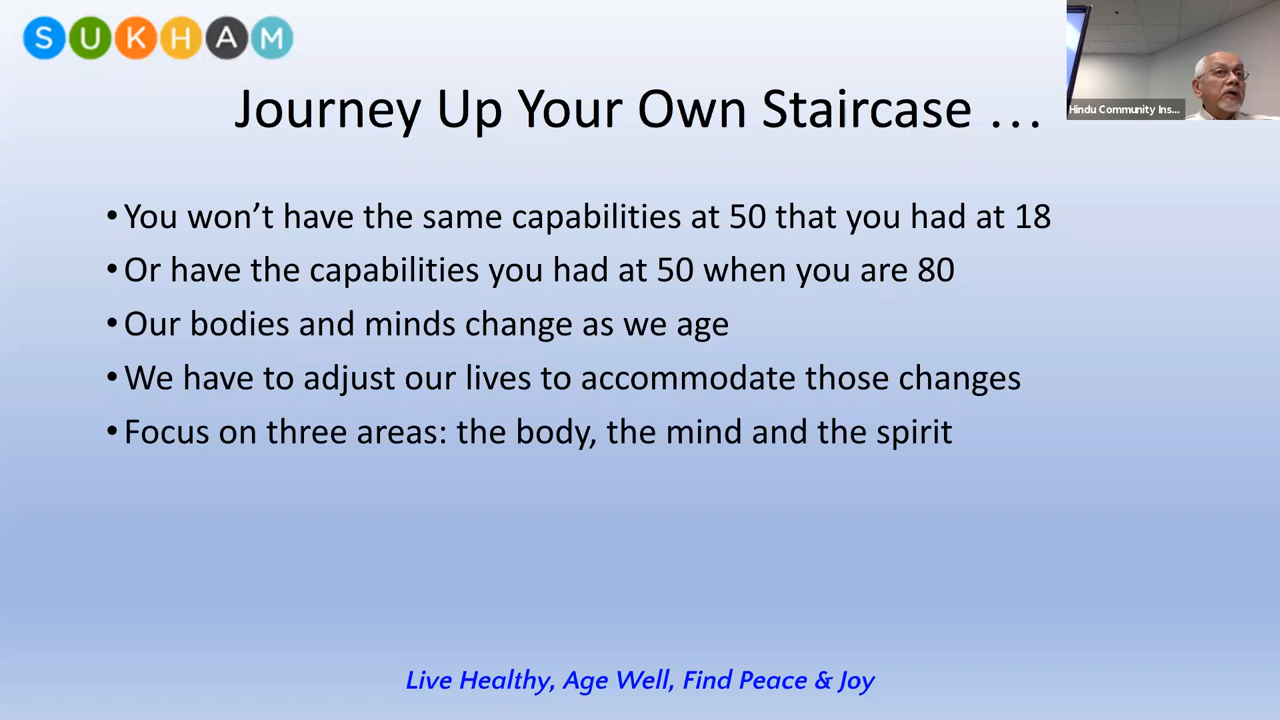 SUKHAM
Hindu Community Ins...
Journey Up Your Own Staircase ...
• You won’t have the same capabilities at 50 that you had at 18
• Or have the capabilities you had at 50 when you are 80
• Our bodies and minds change as we age
• We have to adjust our lives to accommodate those changes
• Focus on three areas: the body, the mind and the spirit
Live Healthy, Age Well, Find Peace & Joy